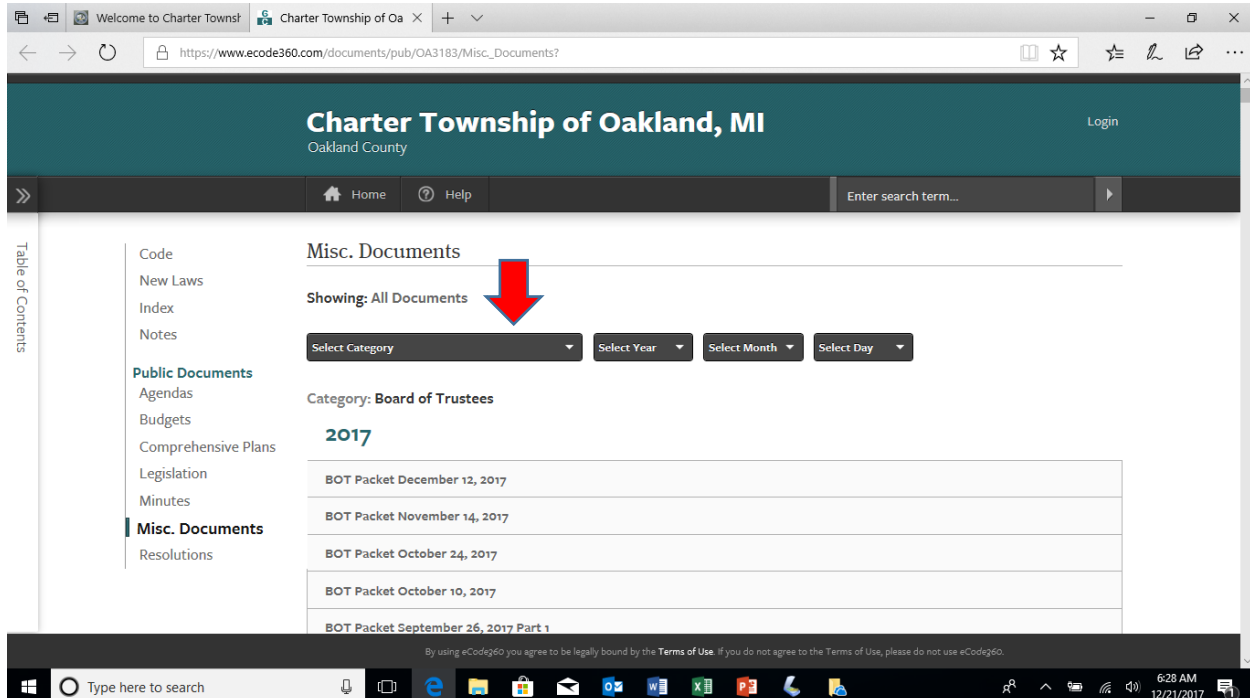 Welcome to Charter Townsh
Charter Township of Oa
https://www.ecode360.com/documents/pub/OA3183/Misc._Documents?
Charter Township of Oakland, MI
Oakland County
Login
Home
Help
Enter search term...
Table of Contents
Code
New Laws
Index
Notes
Public Documents
Agendas
Budgets
Comprehensive Plans
Legislation
Minutes
Misc. Documents
Resolutions
Misc. Documents
Showing: All Documents
Select Category
Select Year
Select Month
Select Day
Category: Board of Trustees
2017
BOT Packet December 12, 2017
BOT Packet November 14, 2017
BOT Packet October 24, 2017
BOT Packet October 10, 2017
BOT Packet September 26, 2017 Part 1
By using eCode360 you agree to be legally bound by the Terms of Use. If you do not agree to the Terms of Use, please do not use eCode360.
Type here to search
6:28 AM
12/21/2017